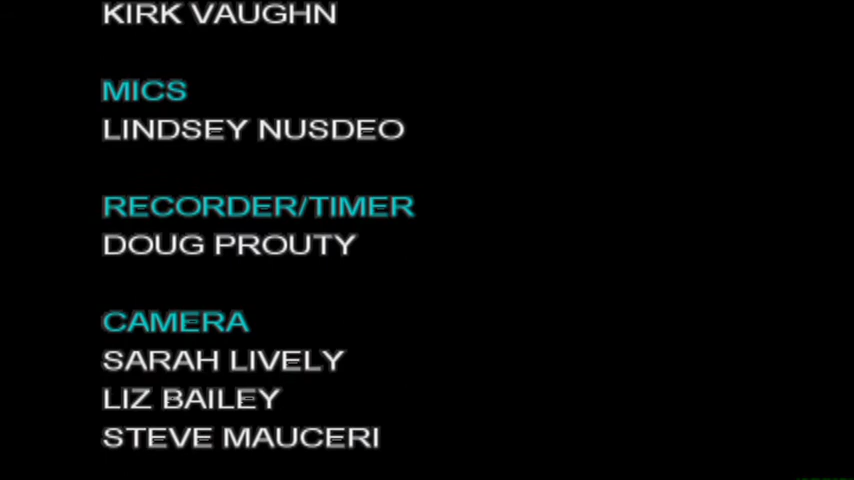 KIRK VAUGHN
MICS
LINDSEY NUSDEO
RECORDER/TIMER
DOUG PROUTY
CAMERA
SARAH LIVELY
LIZ BAILEY
STEVE MAUCERI